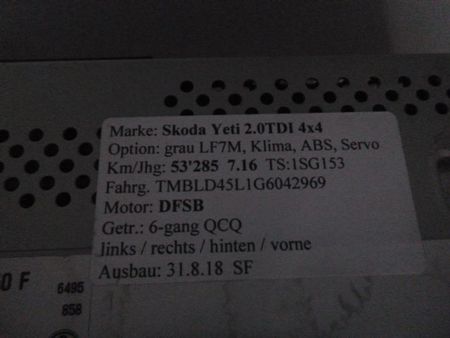 Marke: Skoda Yeti 2.0TDI 4x4
Option: grau LF7M, Klima, ABS, Servo
Km/Jhg: 53'285 7.16 TS:1SG153
Fahrg. TMBLD45L1G6042969
Motor: DFSB
Getr.: 6-gang QCQ
links / rechts / hinten / vorne
Ausbau: 31.8.18 SF
0 F
6495
858